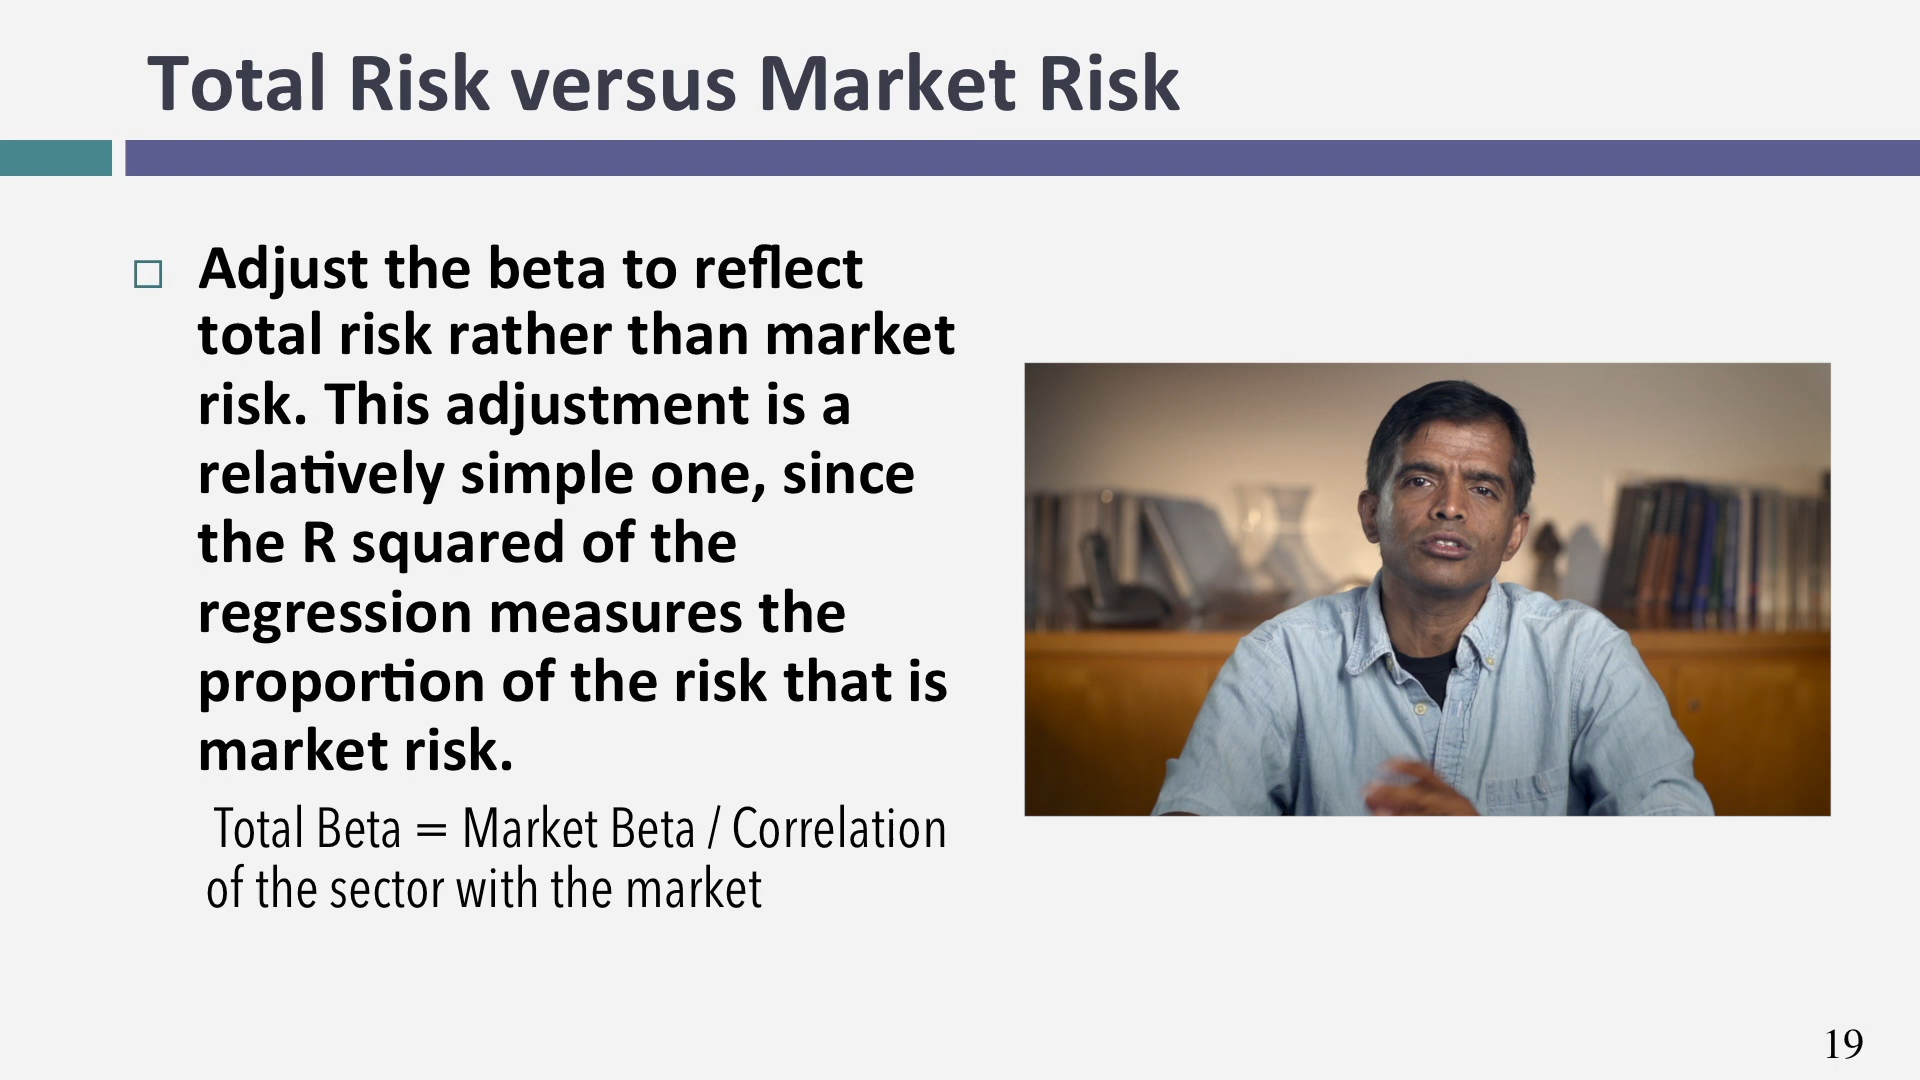 Total Risk versus Market Risk
Adjust the beta to reflect
total risk rather than market
risk. This adjustment is a
relatively simple one, since
the R squared of the
regression measures the
proportion of the risk that is
market risk.
Total Beta = Market Beta / Correlation
of the sector with the market
19